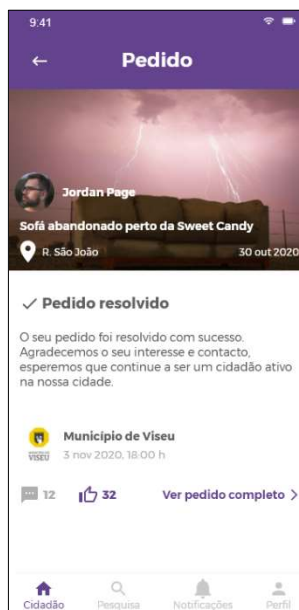 9:41
Pedido
Jordan Page
Sofá abandonado perto da Sweet Candy
R. São João
30 out 2020
Pedido resolvido
O seu pedido foi resolvido com sucesso.
Agradecemos o seu interesse e contacto,
esperemos que continue a ser um cidadão ativo
na nossa cidade.
VISEU
Município de Viseu
3 nov 2020, 18:00 h
12
32
Ver pedido completo
Cidadão
Pesquisa
Notificações
Perfil